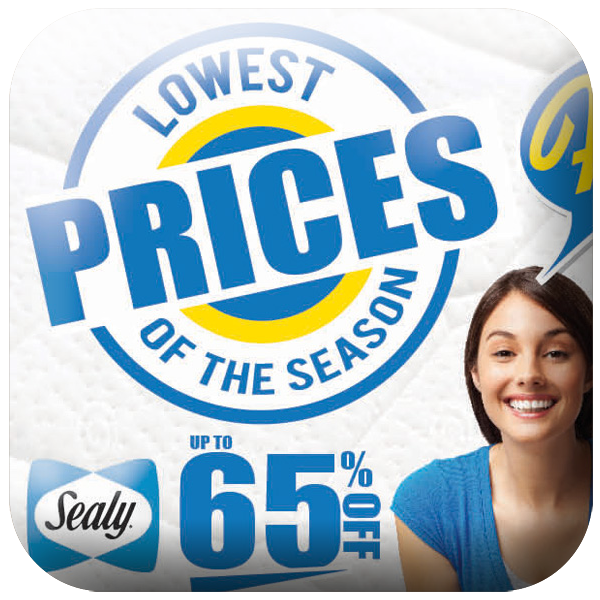 LOWEST
PRICES
OF THE SEASON
UP TO
65% OFF
Sealy